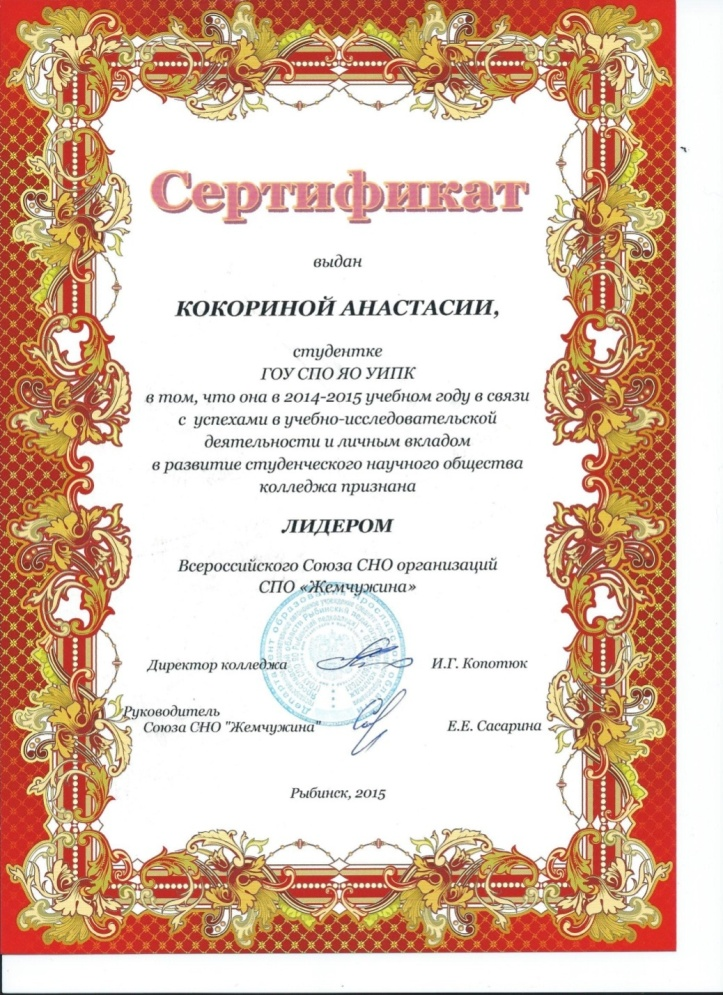 Сертификат
выдан
КОКОРИНОЙ АНАСТАСИИ,
студентке
ГОУ СПО ЯО УИПК
в том, что она в 2014-2015 учебном году в связи
с успехами в учебно-исследовательской
деятельности и личным вкладом
в развитие студенческого научного общества
колледжа признана
ЛИДЕРОМ
Всероссийского Союза СНО организаций
СПО «Жемчужина»
Директор колледжа И.Г. Копотюк
Руководитель
Союза СНО "Жемчужина" Е.Е. Сасарина
Рыбинск, 2015